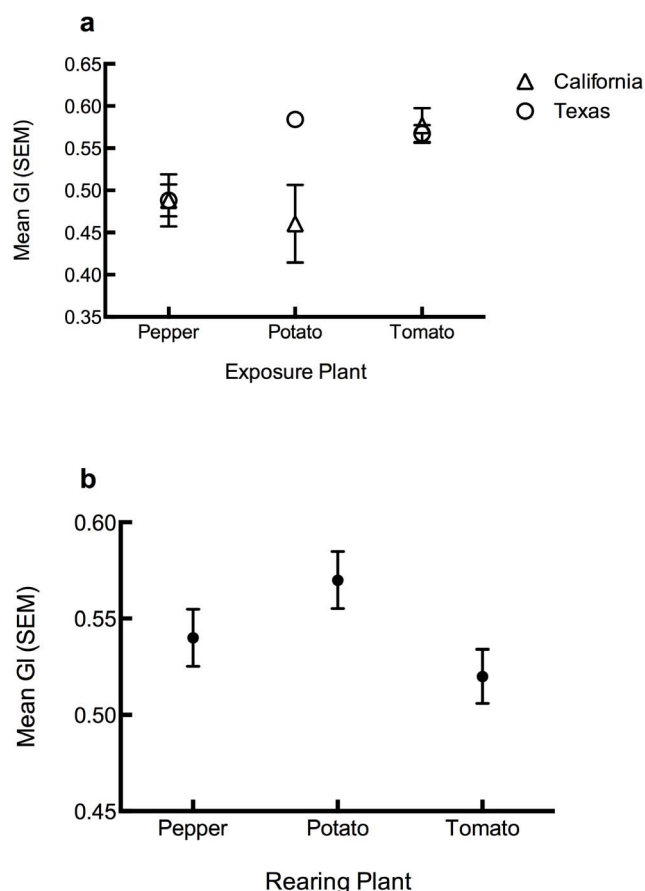 a
0.65
0.60
0.55
0.50
0.45
0.40
0.35
Mean GI (SEM)
Pepper Potato Tomato
Exposure Plant
California
Texas
b
0.60
0.55
0.50
0.45
Mean GI (SEM)
Pepper Potato Tomato
Rearing Plant